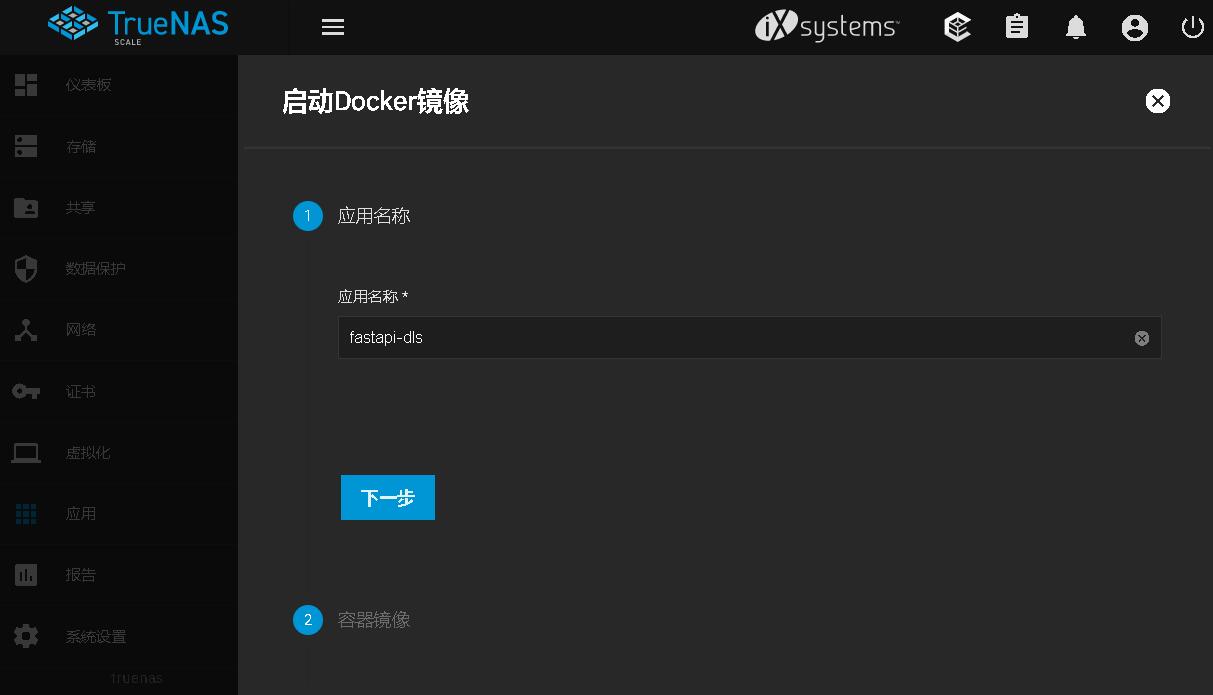 TrueNAS
SCALE
iXsystems™
仪表板
存储
共享
数据保护
网络
证书
虚拟化
应用
报告
系统设置
truenas
启动Docker镜像
1 应用名称
应用名称 *
fastapi-dls
下一步
2 容器镜像